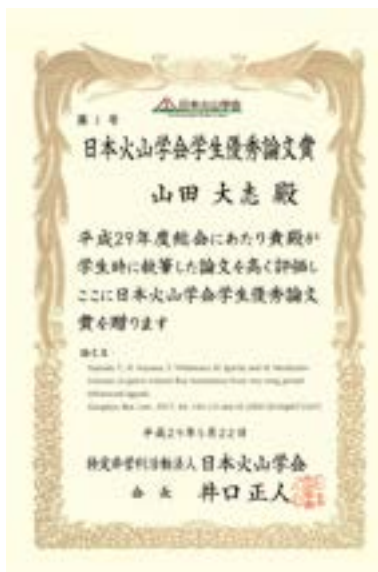 日本火山学会
第1号
日本火山学会学生優秀論文賞
山田 大志 殿
平成29年度総会にあたり貴殿が
学生時に執筆した論文を高く評価し
ここに日本火山学会学生優秀論文
賞を贈ります
論文名
平成29年5月22日
特定非営利活動法人 日本火山学会
会長 井口 正人